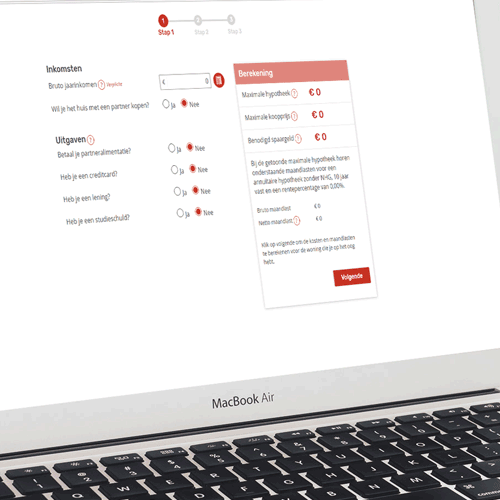 1 2 3
Stap 1 Stap 2 Stap 3
Inkomsten
Bruto jaarinkomen ? Verplicht € 0
Wil je het huis met een partner kopen? Ja Nee
Uitgaven ?
Betaal je partneralimentatie? Ja Nee
Heb je een creditcard? Ja Nee
Heb je een lening? Ja Nee
Heb je een studieschuld? Ja Nee
Berekening
Maximale hypotheek ? € 0
Maximale koopprijs ? € 0
Benodigd spaargeld ? € 0
Bij de getoonde maximale hypotheek horen
onderstaande maandlasten voor een
annuïtaire hypotheek zonder NHG, 10 jaar
vast en een rentepercentage van 0,00%.
Bruto maandlast € 0
Netto maandlast ? € 0
Klik op volgende om de kosten en maandlasten
te berekenen voor de woning die je op het oog
hebt.
Volgende
MacBook Air